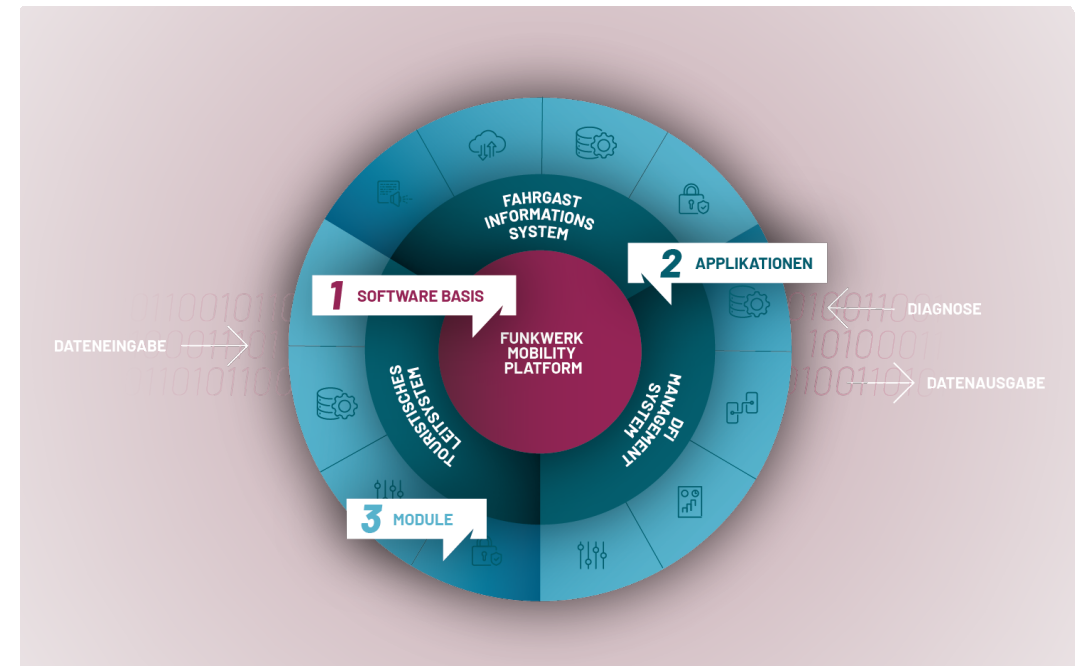 FAHRGAST
INFORMATIONS
SYSTEM
2 APPLIKATIONEN
1 SOFTWARE BASIS
DIAGNOSE
DATENEINGABE
FUNKWERK
MOBILITY
PLATFORM
DATENAUSGABE
TOURISTISCHES
LEITSYSTEM
DFI
MANAGEMENT
SYSTEM
3 MODULE